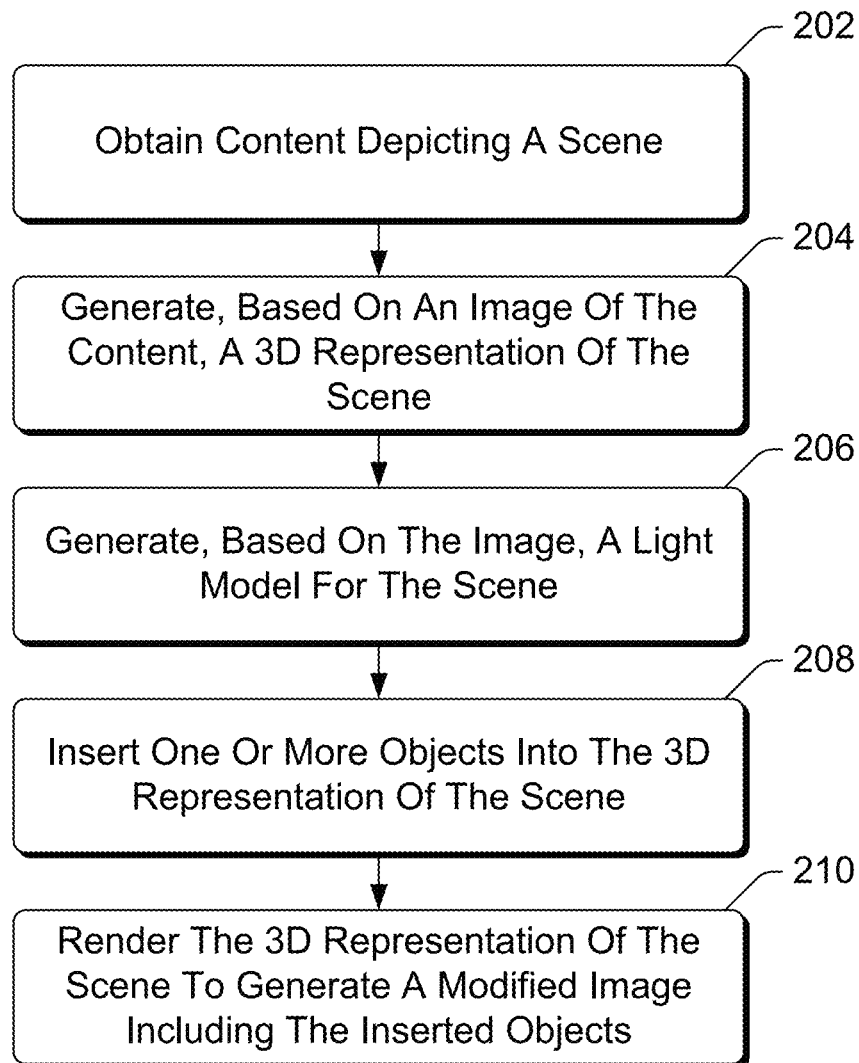 202
Obtain Content Depicting A Scene
204
Generate, Based On An Image Of The
Content, A 3D Representation Of The
Scene
206
Generate, Based On The Image, A Light
Model For The Scene
208
Insert One Or More Objects Into The 3D
Representation Of The Scene
210
Render The 3D Representation Of The
Scene To Generate A Modified Image
Including The Inserted Objects